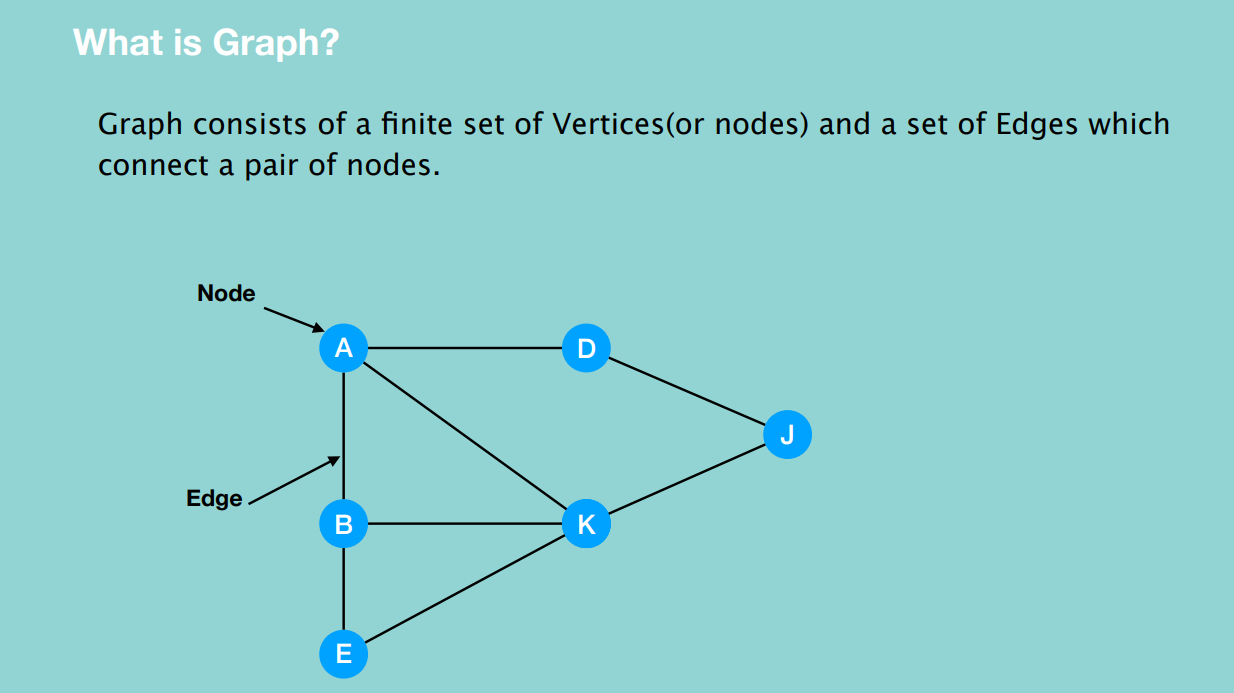 What is Graph?
Graph consists of a finite set of Vertices(or nodes) and a set of Edges which
connect a pair of nodes.
Node
A
D
J
Edge
B
K
E